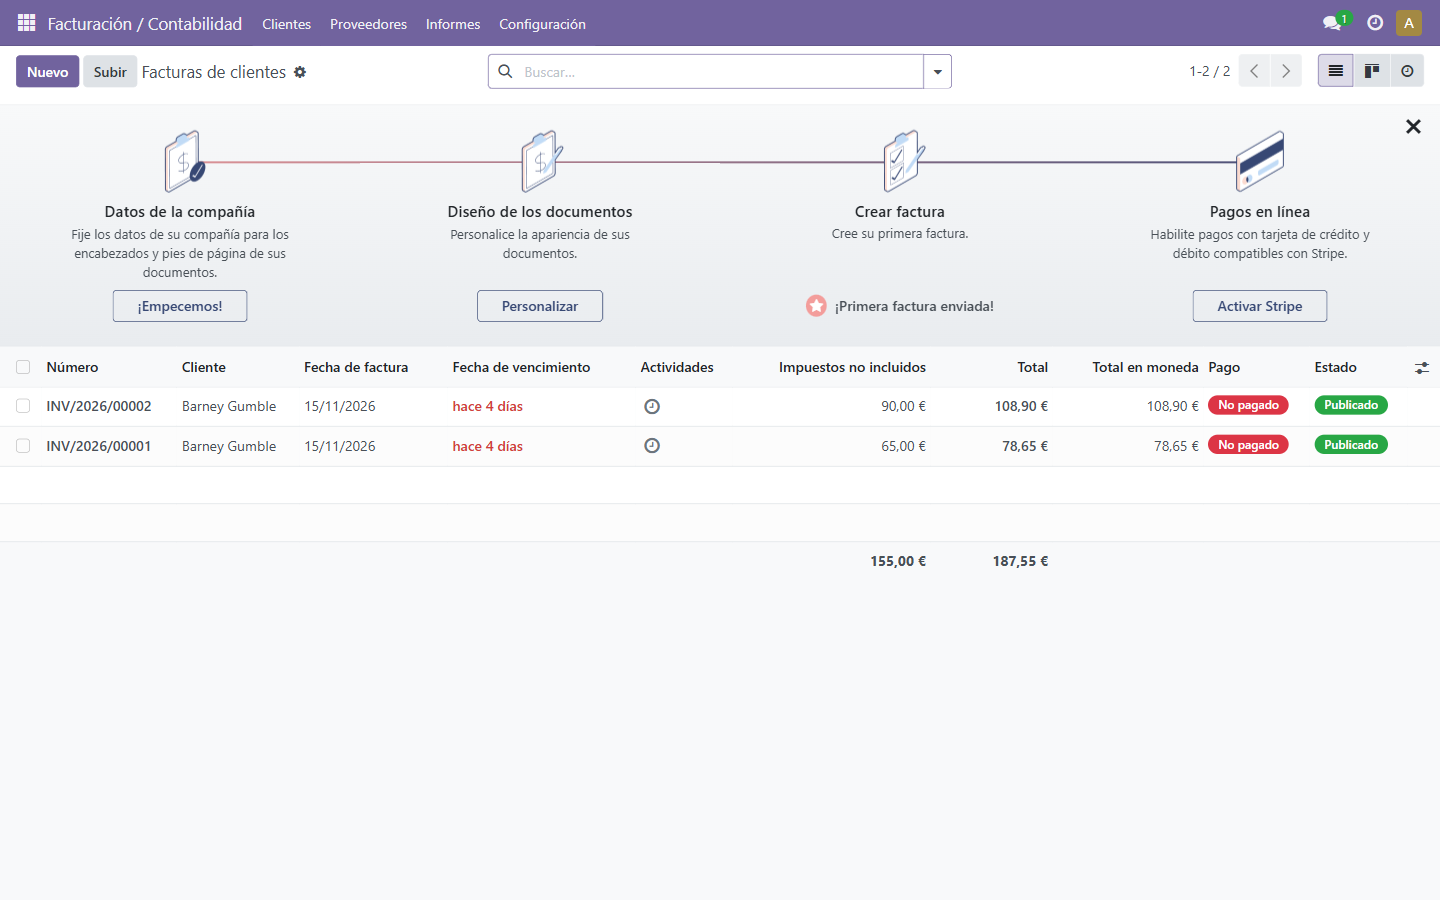 Facturación / Contabilidad Clientes Proveedores Informes Configuración 1 A
Nuevo Subir Facturas de clientes Buscar... 1-2 / 2
Datos de la compañía
Fije los datos de su compañía para los
encabezados y pies de página de sus
documentos.
¡Empecemos!
Diseño de los documentos
Personalice la apariencia de sus
documentos.
Personalizar
Crear factura
Cree su primera factura.
¡Primera factura enviada!
Pagos en línea
Habilite pagos con tarjeta de crédito y
débito compatibles con Stripe.
Activar Stripe
Número Cliente Fecha de factura Fecha de vencimiento Actividades Impuestos no incluidos Total Total en moneda Pago Estado
INV/2026/00002 Barney Gumble 15/11/2026 hace 4 días 90,00 € 108,90 € 108,90 € No pagado Publicado
INV/2026/00001 Barney Gumble 15/11/2026 hace 4 días 65,00 € 78,65 € 78,65 € No pagado Publicado
155,00 € 187,55 €